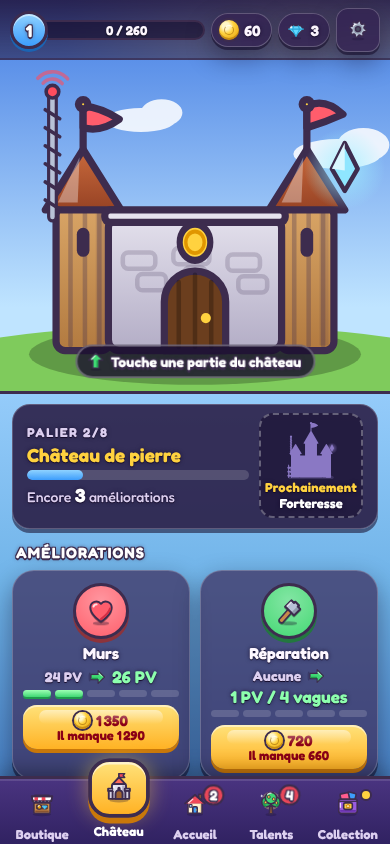 1
0 / 260
60
3
Touche une partie du château
PALIER 2/8
Château de pierre
Encore 3 améliorations
Prochainement
Forteresse
AMÉLIORATIONS
Murs
24 PV 26 PV
1350
Il manque 1290
Réparation
Aucune
1 PV / 4 vagues
720
Il manque 660
2
4
Boutique
Château
Accueil
Talents
Collection